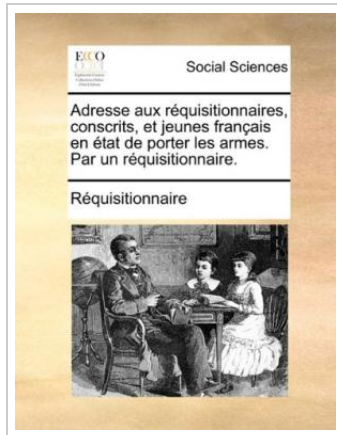 ECCO
Social Sciences
Adresse aux réquisitionnaires,
conscrits, et jeunes français
en état de porter les armes.
Par un réquisitionnaire.
Réquisitionnaire